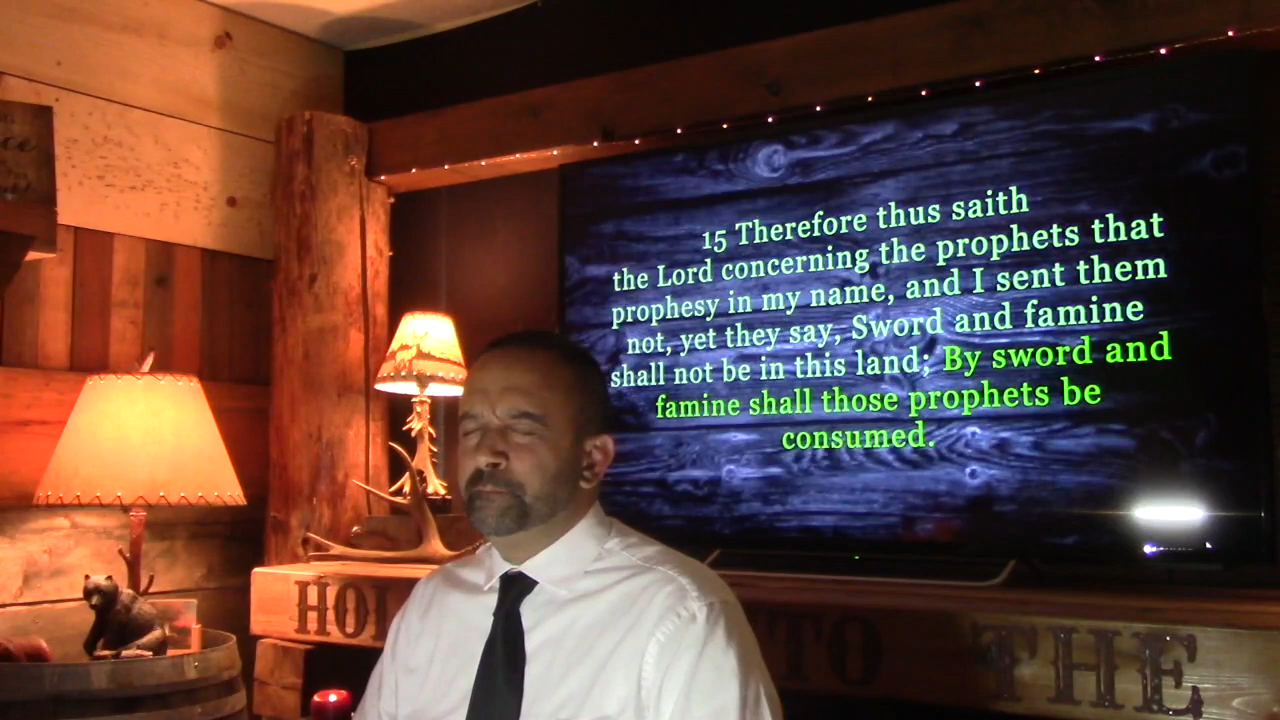 15 Therefore thus saith
the Lord concerning the prophets that
prophesy in my name, and I sent them
not, yet they say, Sword and famine
shall not be in this land; By sword and
famine shall those prophets be
consumed.
TO THE